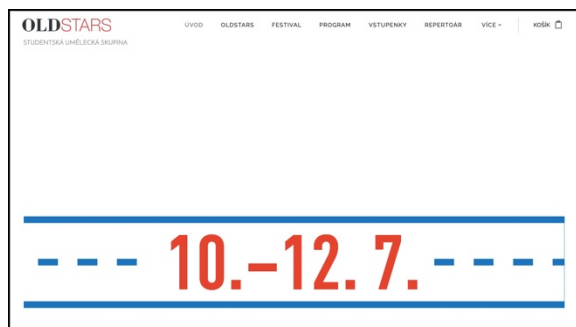 OLDSTARS
STUDENTSKÁ UMĚLECKÁ SKUPINA
ÚVOD OLDSTARS FESTIVAL PROGRAM VSTUPENKY REPERTOÁR VÍCE KOŠÍK
10.–12. 7.